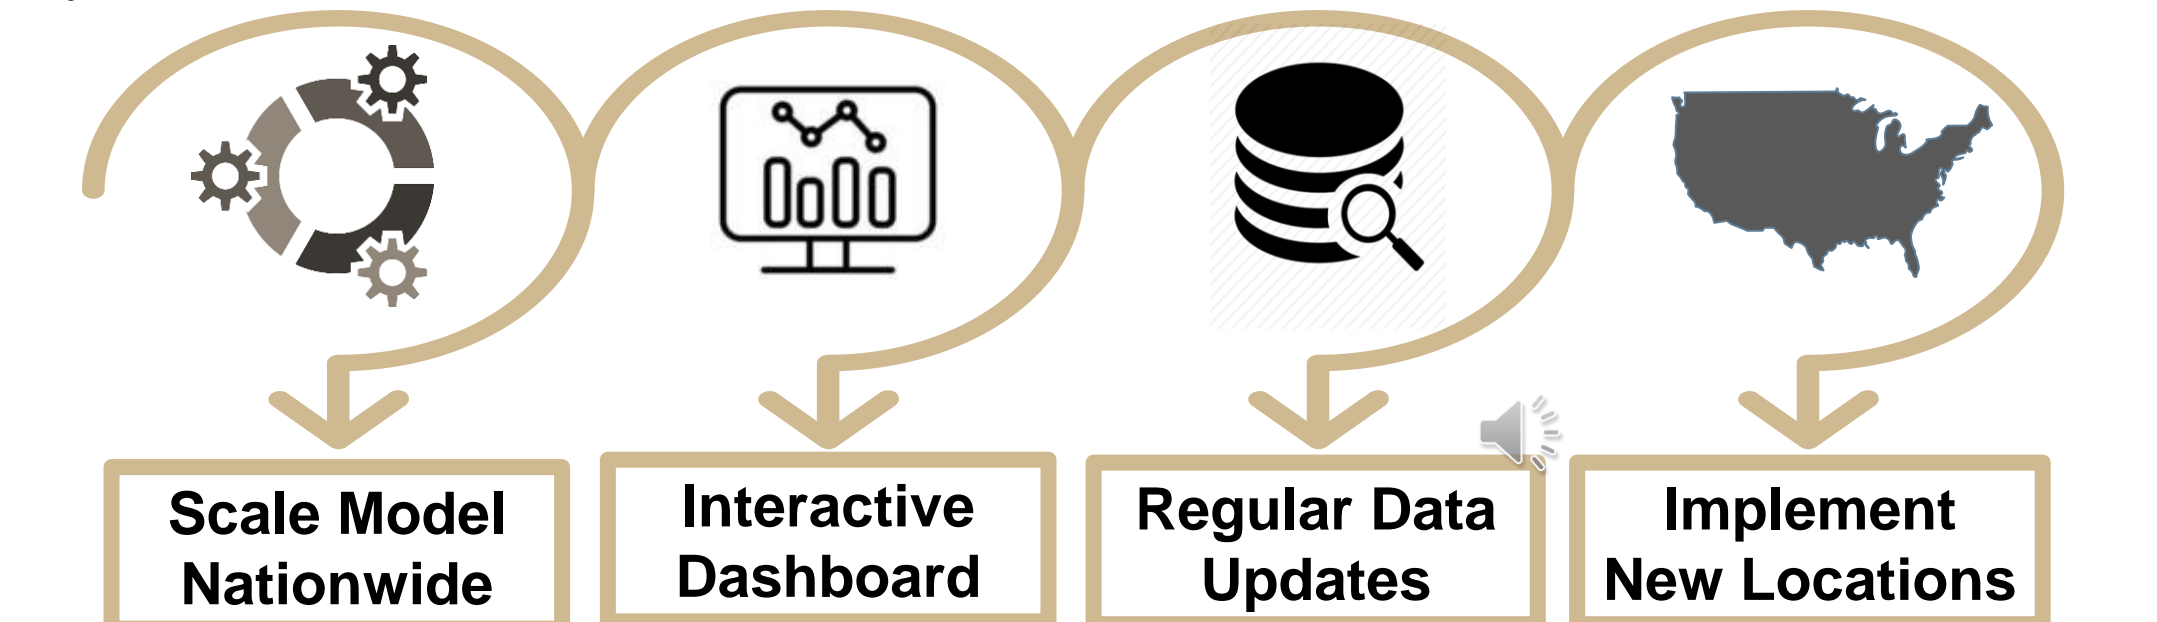 Scale Model
Nationwide
Interactive
Dashboard
Regular Data
Updates
Implement
New Locations